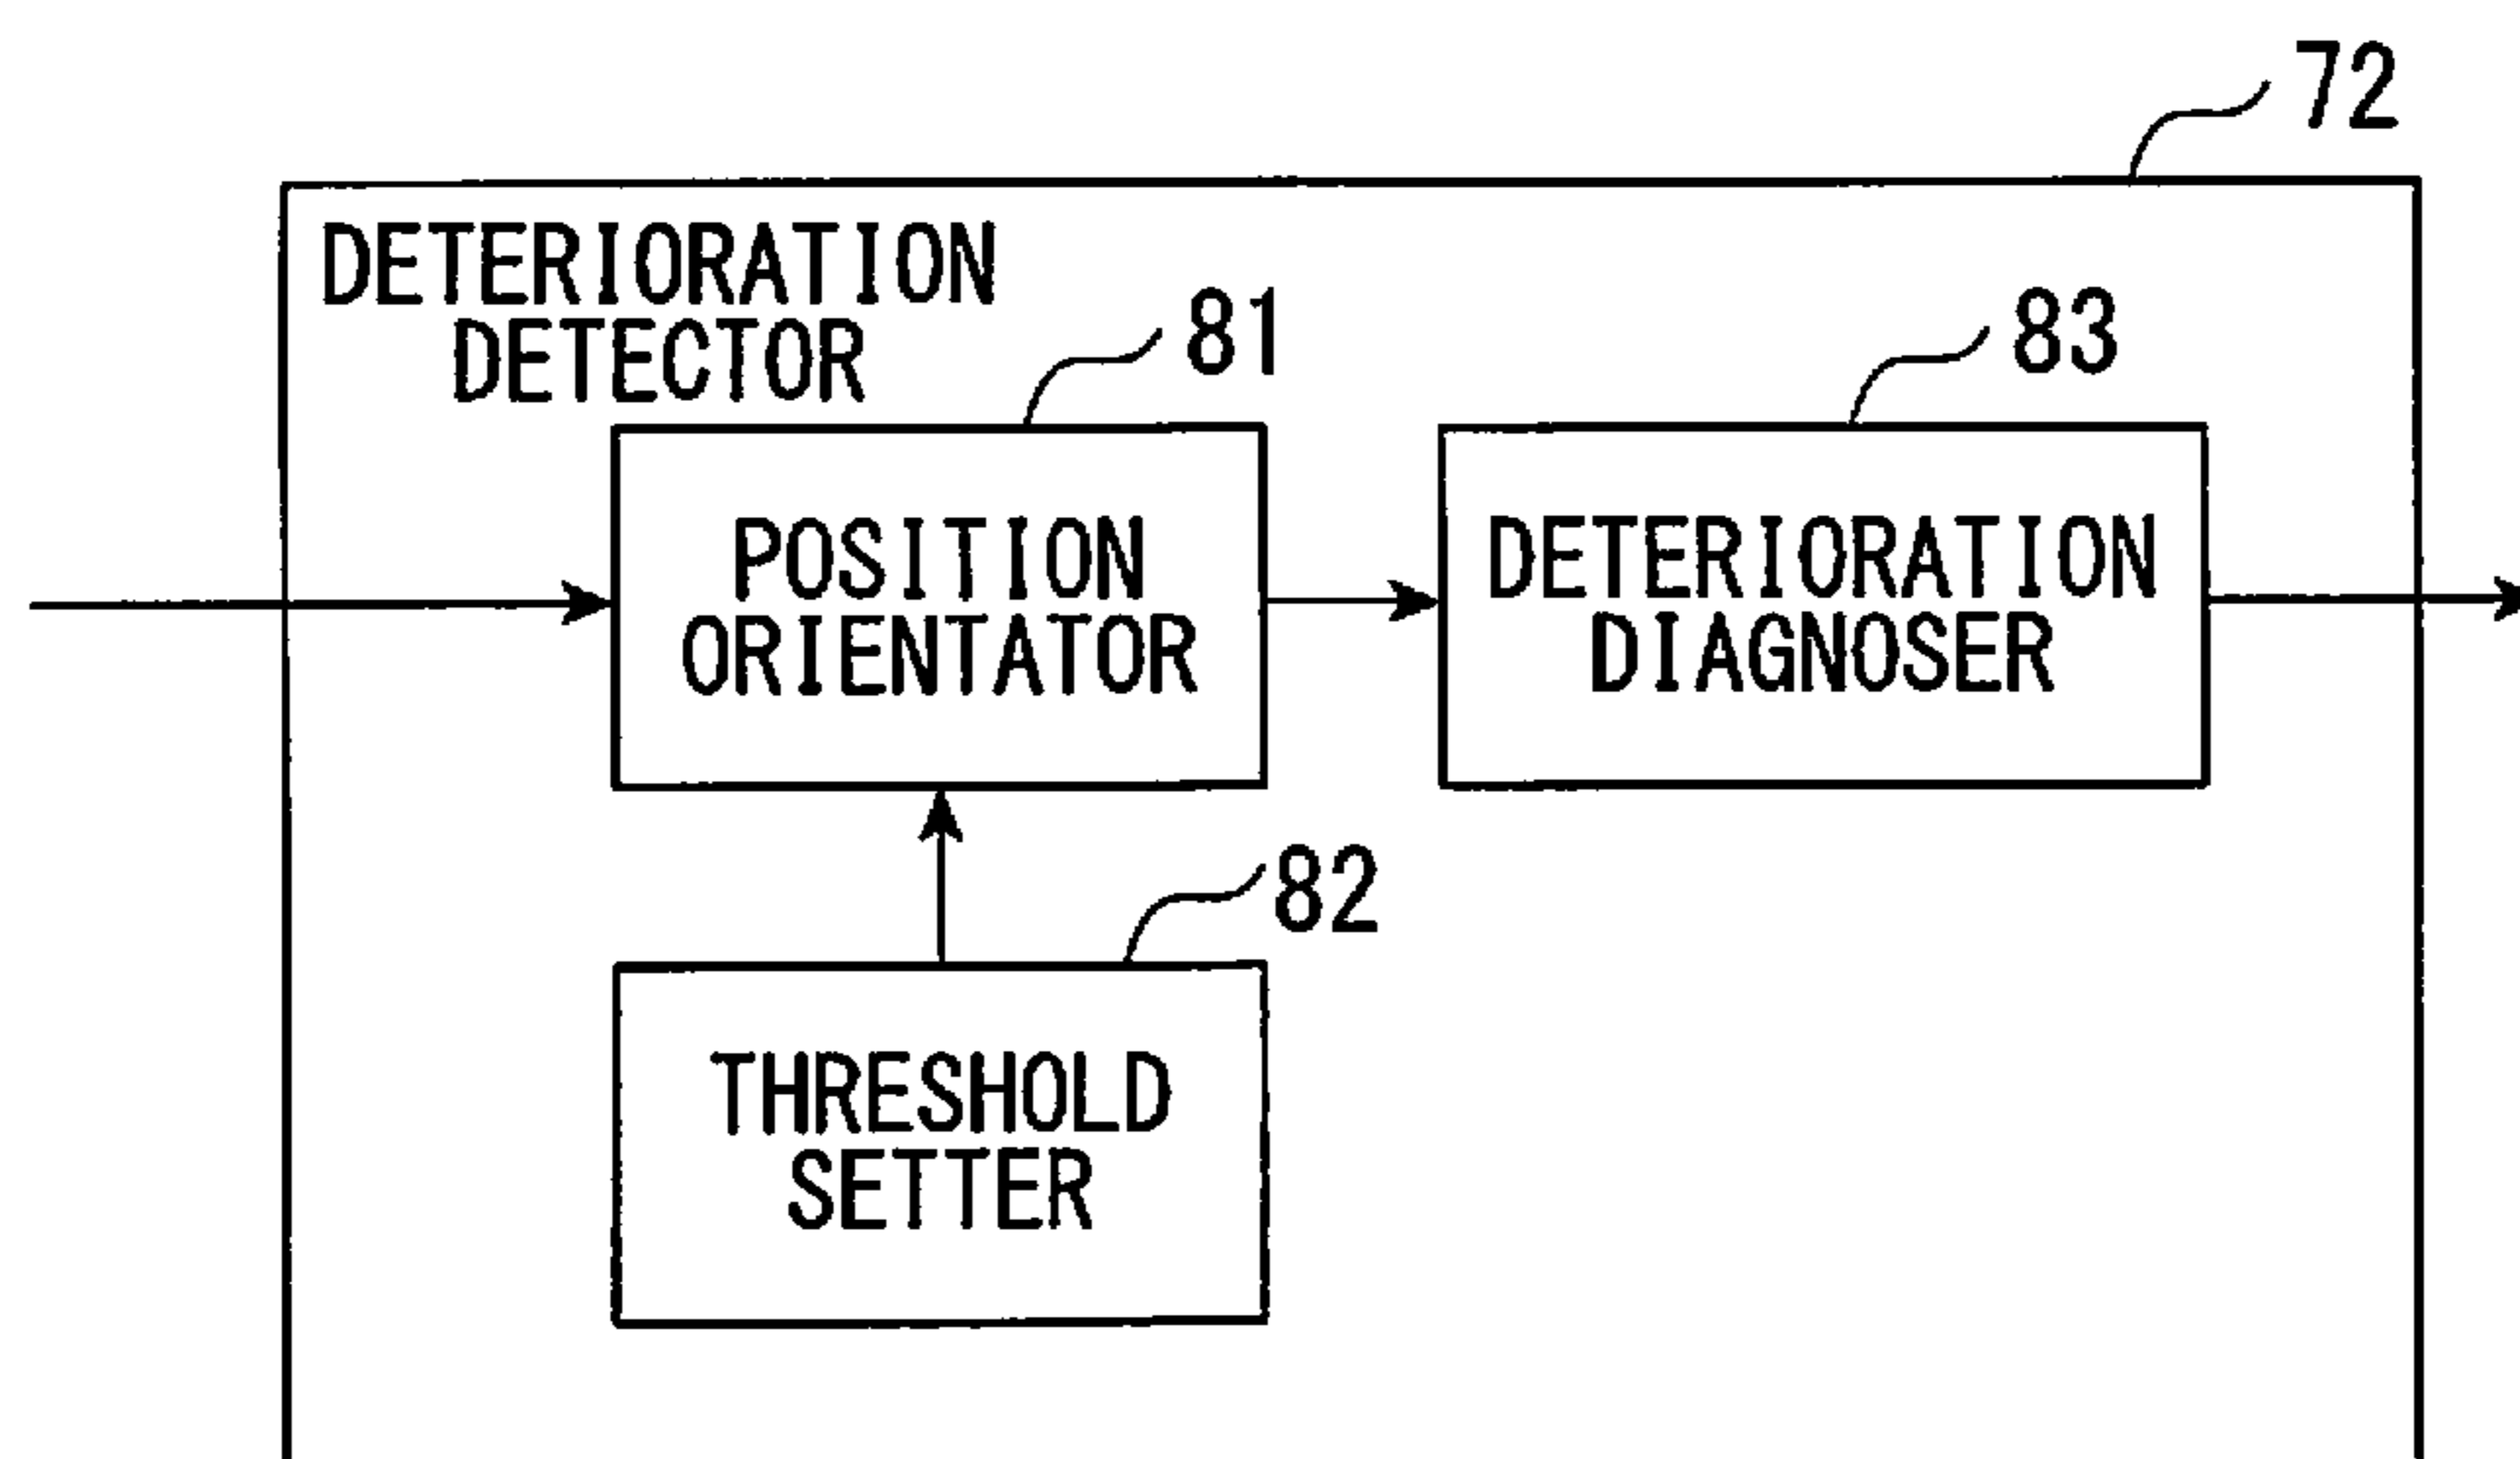 72
DETERIORATION
DETECTOR
81
83
POSITION
ORIENTATOR
DETERIORATION
DIAGNOSER
82
THRESHOLD
SETTER